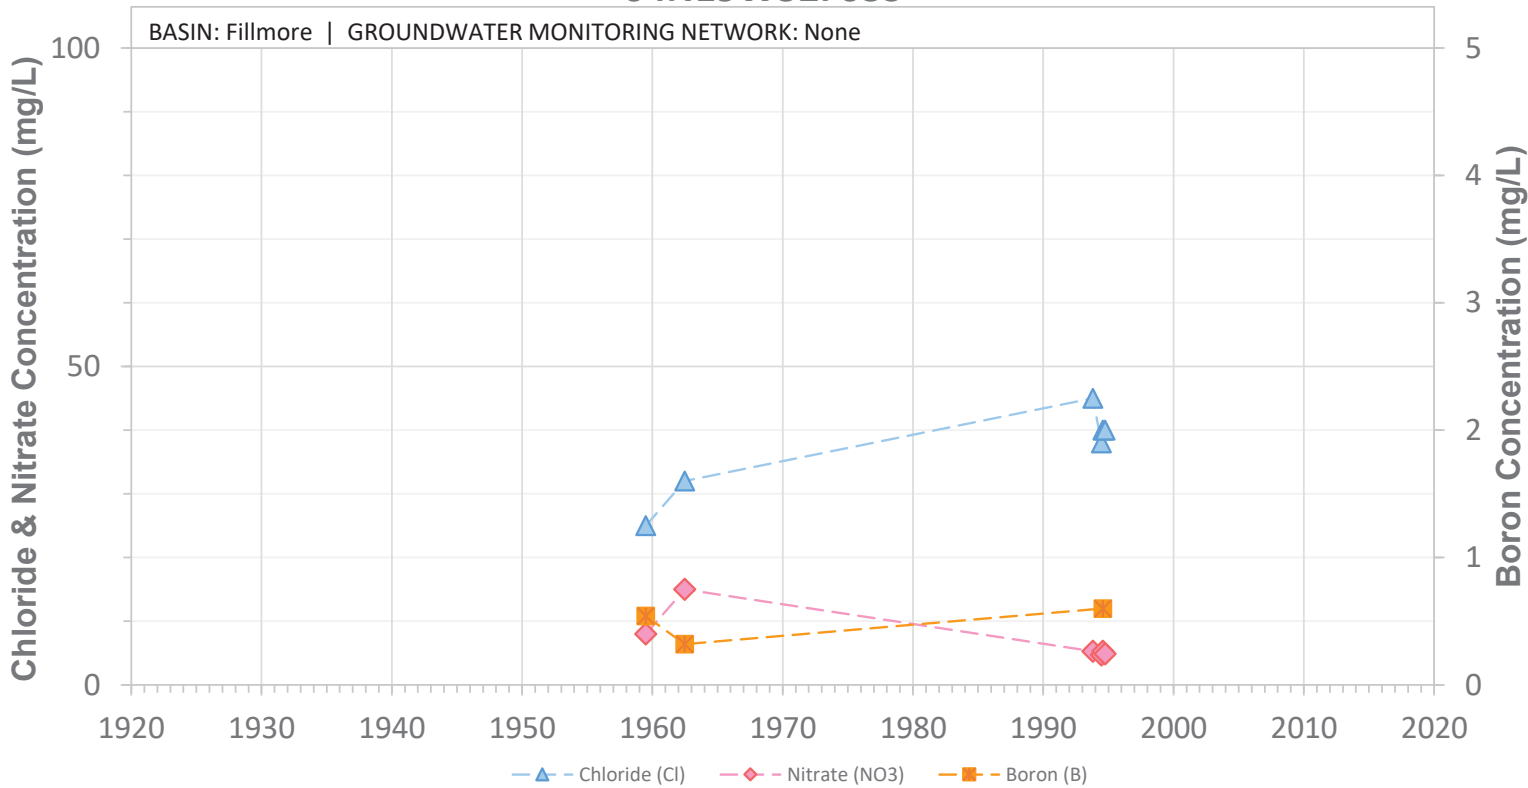 BASIN: Fillmore | GROUNDWATER MONITORING NETWORK: None
Chloride & Nitrate Concentration (mg/L)
100
50
0
5
4
3
2
1
0
Boron Concentration (mg/L)
1920 1930 1940 1950 1960 1970 1980 1990 2000 2010 2020
Chloride (Cl) Nitrate (NO3) Boron (B)